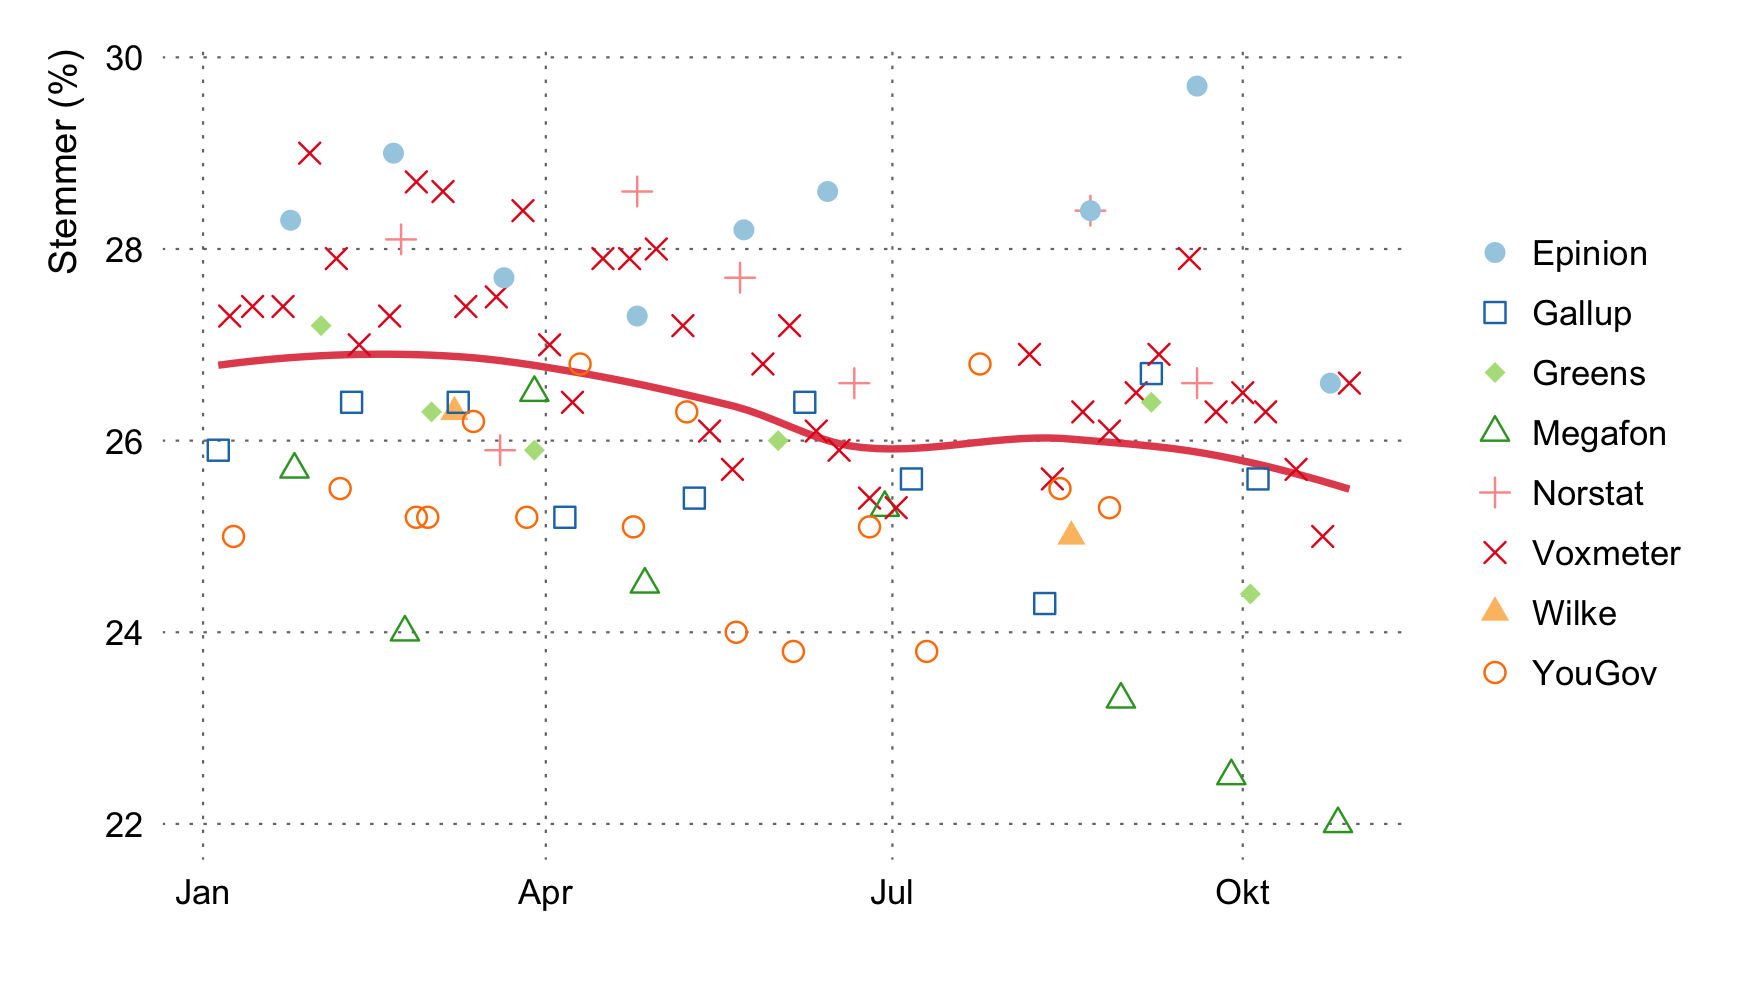 Stemmer (%)
30
28
26
24
22
Jan Apr Jul Okt
Epinion
Gallup
Greens
Megafon
Norstat
Voxmeter
Wilke
YouGov